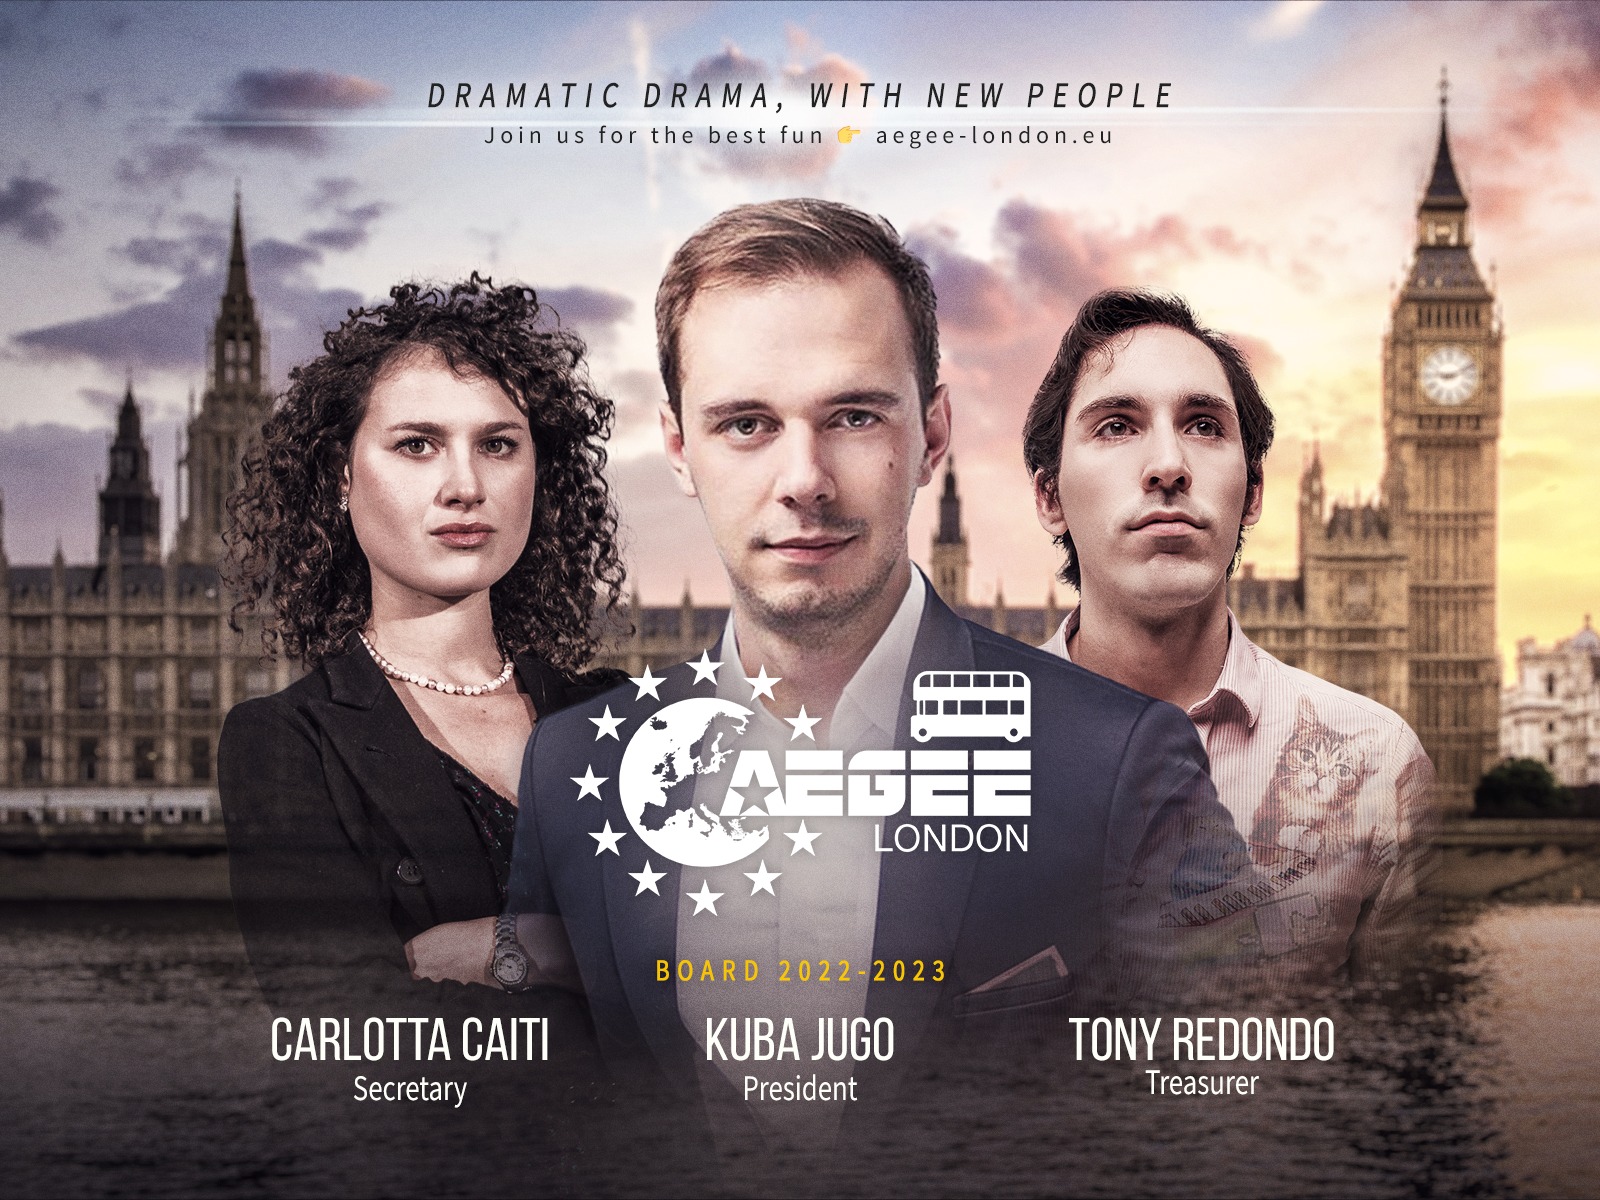 DRAMATIC DRAMA, WITH NEW PEOPLE
Join us for the best fun 👉 aegee-london.eu
AEGEE
LONDON
BOARD 2022-2023
CARLOTTA CAITI
Secretary
KUBA JUGO
President
TONY REDONDO
Treasurer